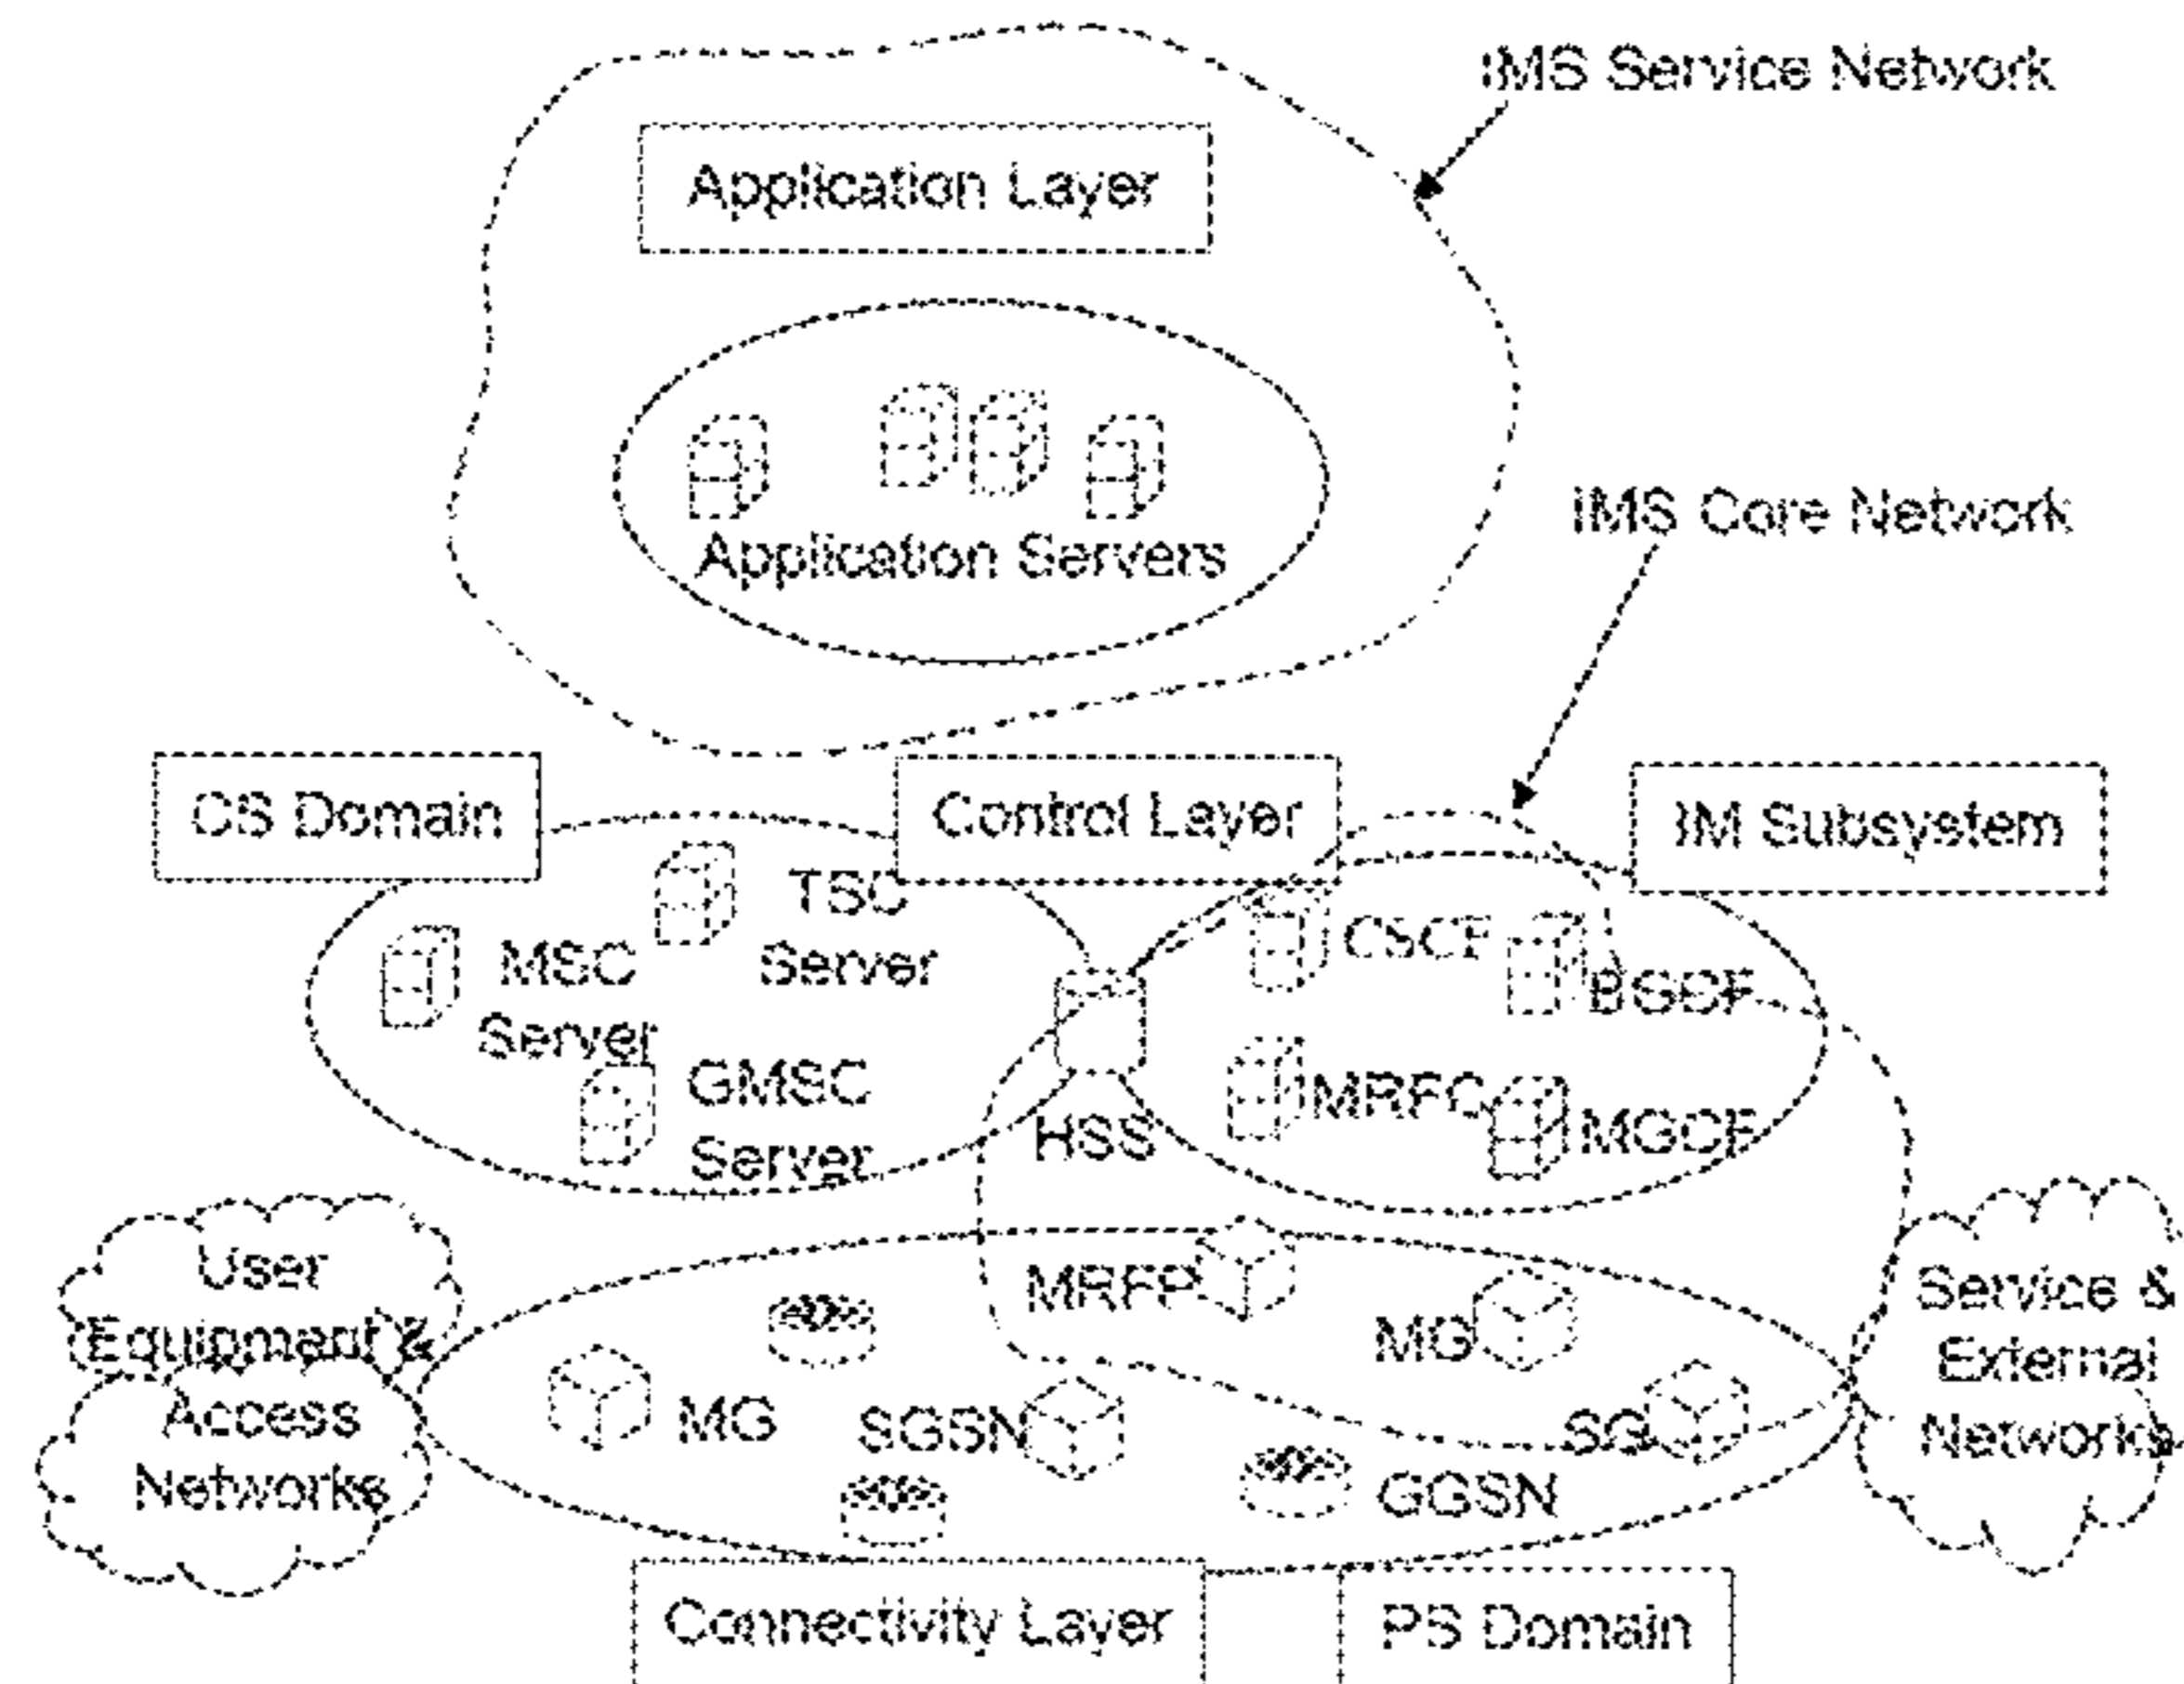 IMS Service Network
Application Layer
IMS Core Network
Application Servers
CS Domain
Control Layer
IM Subsystem
TSC
Server
MSC
Server
CSCF
BGCF
GMSC
Server
HSS
MRFC
MGCF
User
Equipment &
Access
Networks
MRFP
MG
Service &
External
Networks
MG
SGSN
SG
GGSN
Connectivity Layer
PS Domain